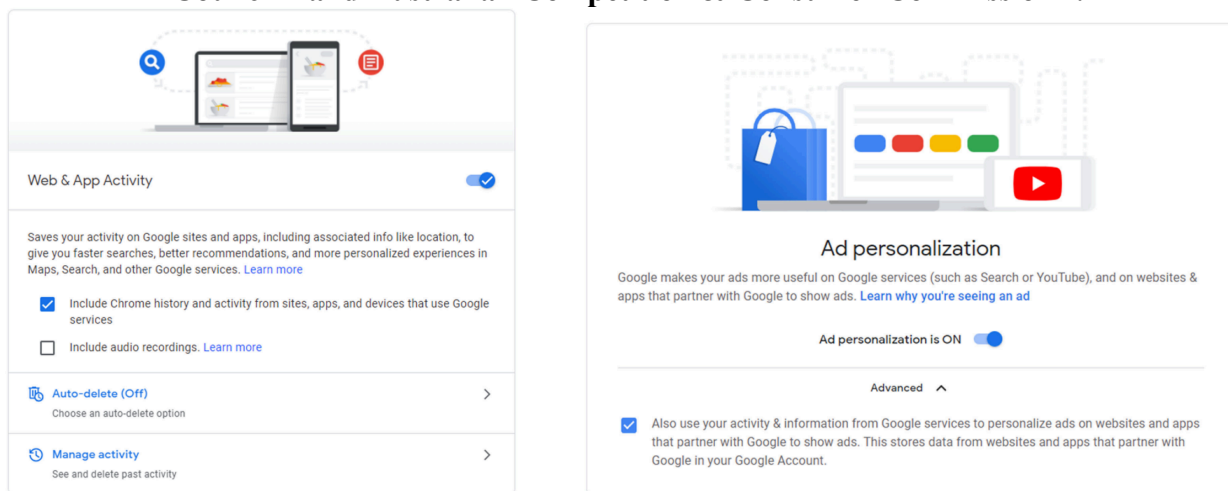 Web & App Activity
Saves your activity on Google sites and apps, including associated info like location, to
give you faster searches, better recommendations, and more personalized experiences in
Maps, Search, and other Google services. Learn more
Include Chrome history and activity from sites, apps, and devices that use Google
services
Include audio recordings. Learn more
Auto-delete (Off)
Choose an auto-delete option
Manage activity
See and delete past activity
Ad personalization
Google makes your ads more useful on Google services (such as Search or YouTube), and on websites &
apps that partner with Google to show ads. Learn why you're seeing an ad
Ad personalization is ON
Advanced
Also use your activity & information from Google services to personalize ads on websites and apps
that partner with Google to show ads. This stores data from websites and apps that partner with
Google in your Google Account.